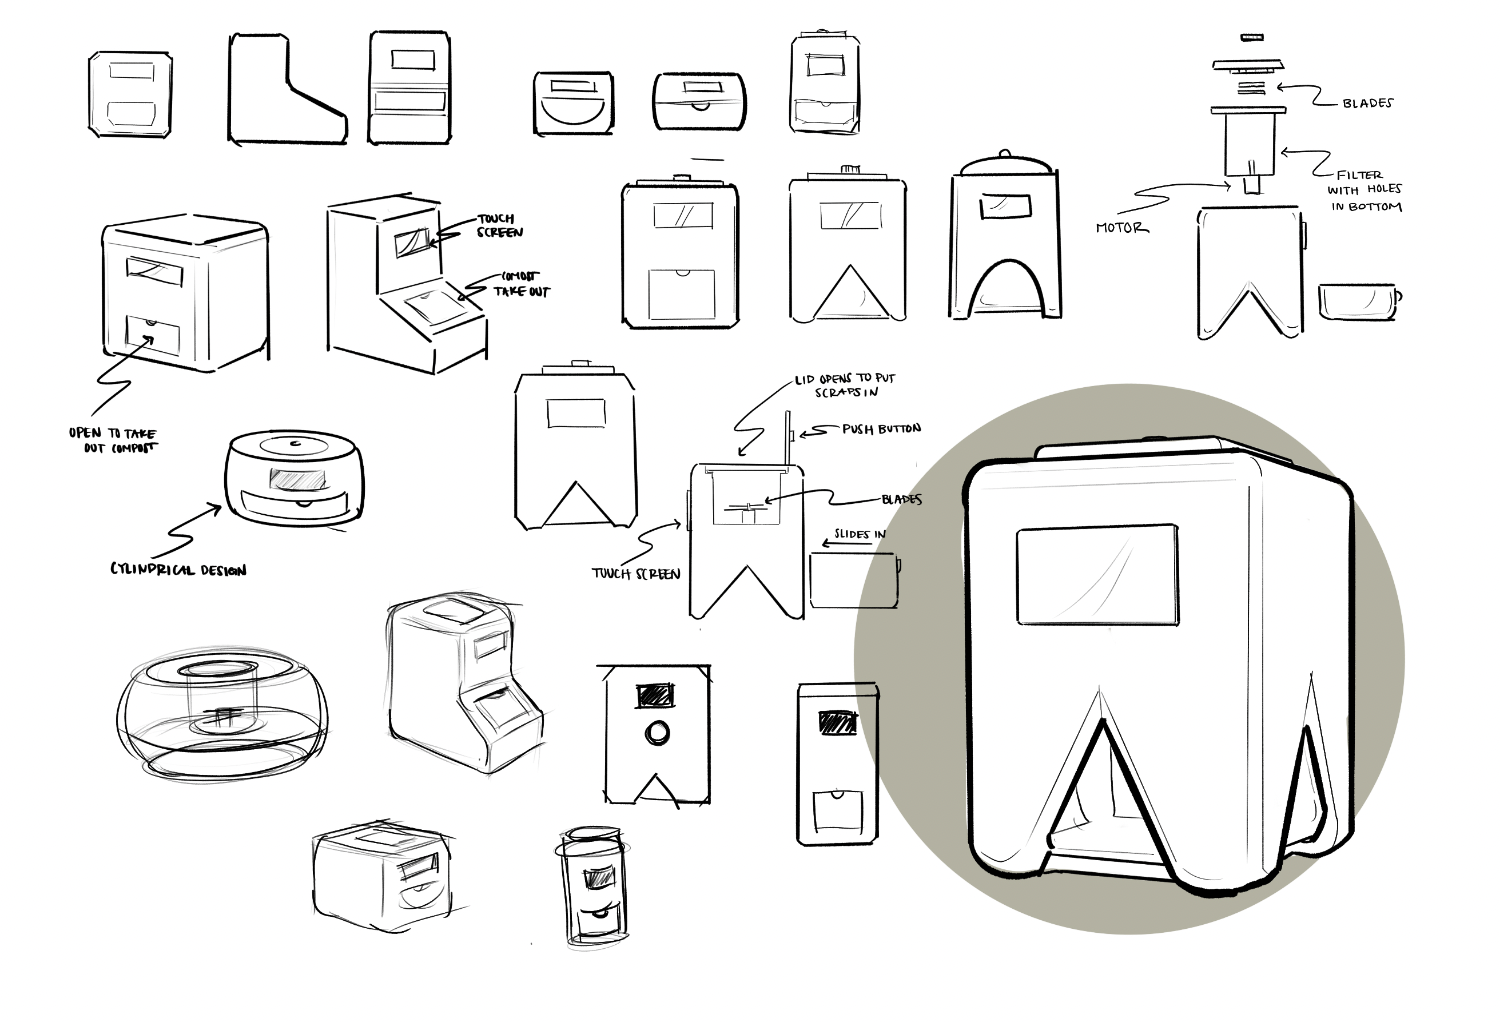 BLADES
FILTER
WITH HOLES
IN BOTTOM
MOTOR
TOUCH
SCREEN
COMPOST
TAKE OUT
OPEN TO TAKE
OUT COMPOST
LID OPENS TO PUT
SCRAPS IN
PUSH BUTTON
BLADES
SLIDES IN
TOUCH SCREEN
CYLINDRICAL DESIGN